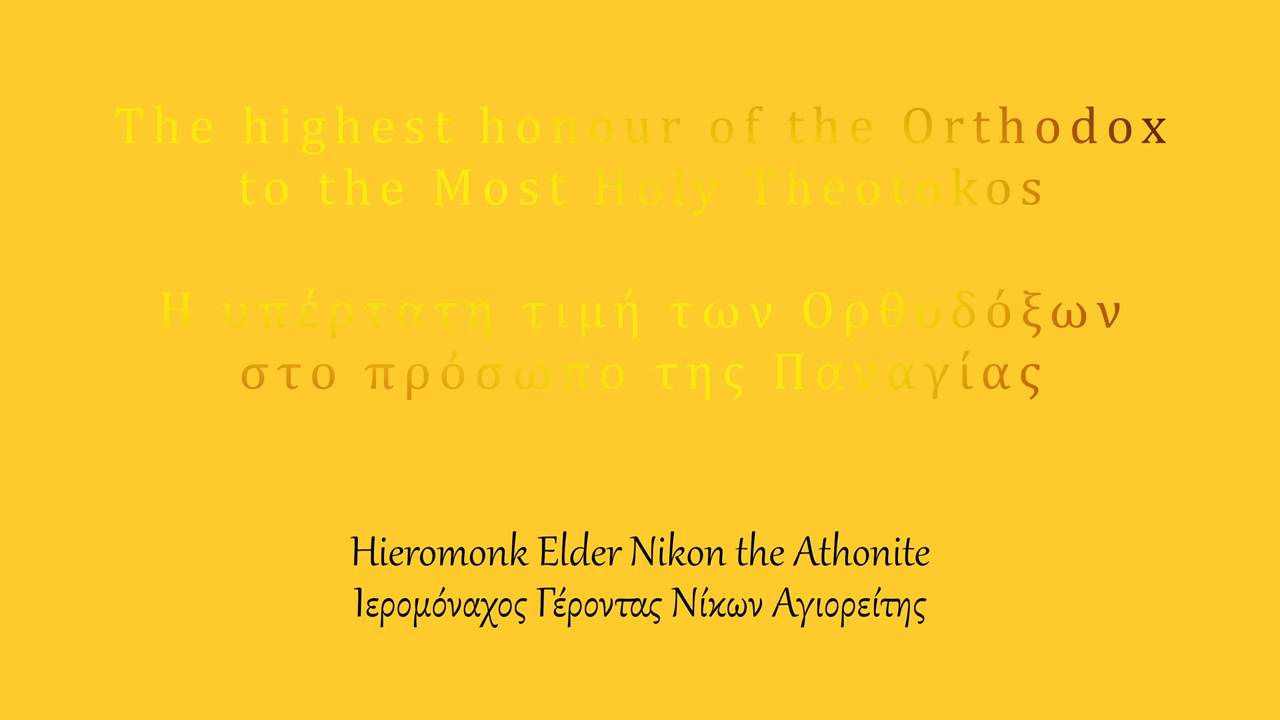 The highest honour of the Orthodox
to the Most Holy Theotokos
Η υπέρτατη τιμή των Ορθοδόξων
στο πρόσωπο της Παναγίας
Hieromonk Elder Nikon the Athonite
Ιερομόναχος Γέροντας Νίκων Αγιορείτης